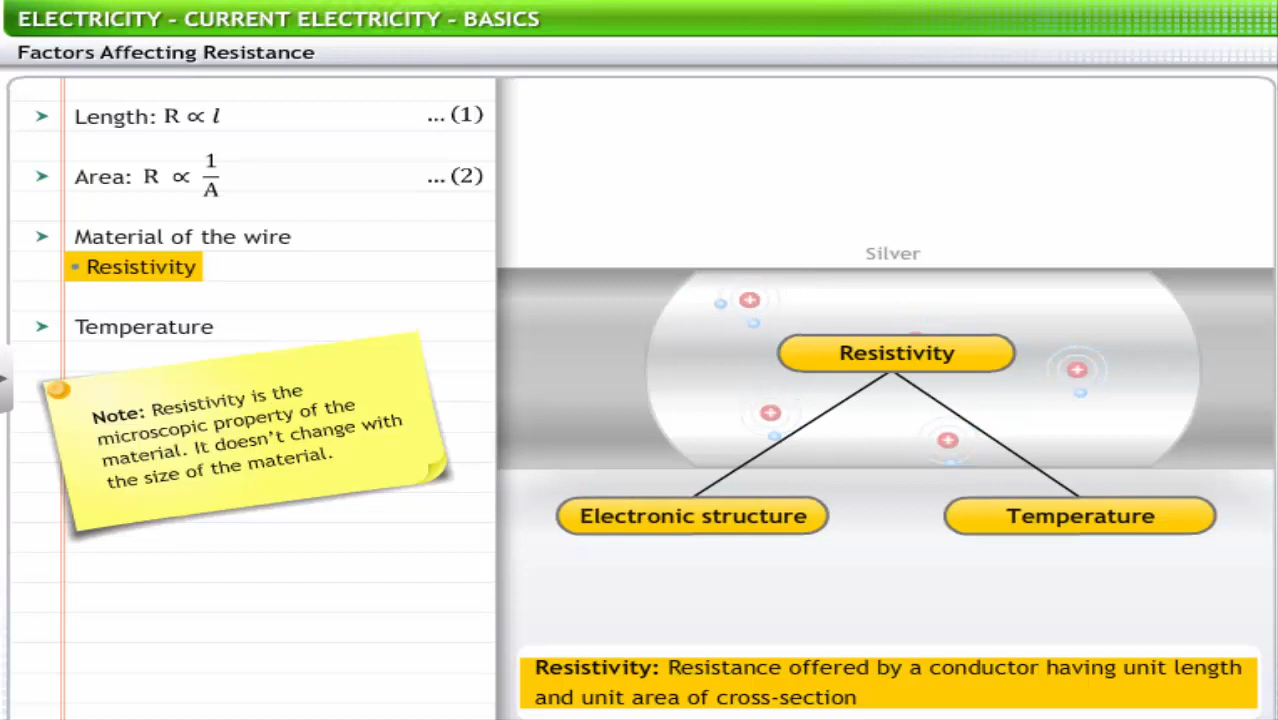 ELECTRICITY - CURRENT ELECTRICITY - BASICS
Factors Affecting Resistance
➤ Length: R ∝ l ... (1)
➤ Area: R ∝ 1/A ... (2)
➤ Material of the wire
• Resistivity
➤ Temperature
Note: Resistivity is the
microscopic property of the
material. It doesn't change with
the size of the material.
Silver
Resistivity
Electronic structure
Temperature
Resistivity: Resistance offered by a conductor having unit length
and unit area of cross-section